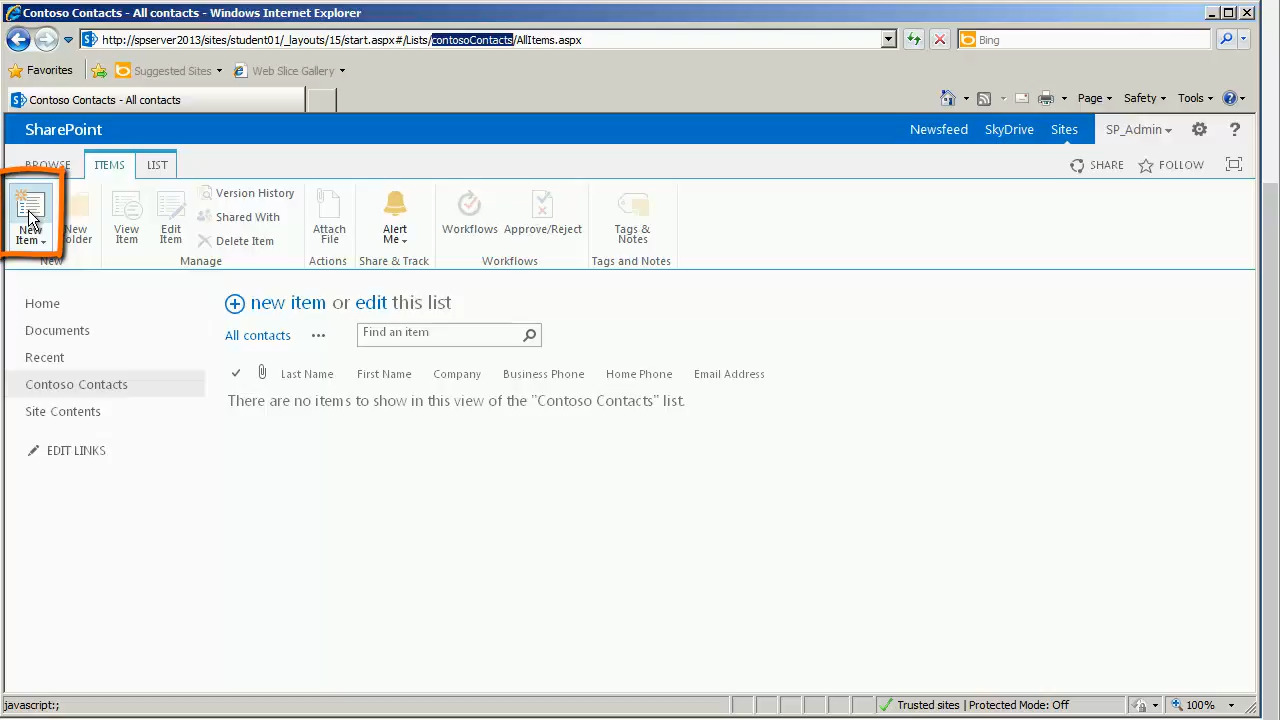 Contoso Contacts - All contacts - Windows Internet Explorer
http://spserver2013/sites/student01/_layouts/15/start.aspx#/Lists/contosoContacts/AllItems.aspx
Bing
Favorites
Suggested Sites
Web Slice Gallery
Contoso Contacts - All contacts
Page
Safety
Tools
SharePoint
Newsfeed
SkyDrive
Sites
SP_Admin
?
BROWSE
ITEMS
LIST
SHARE
FOLLOW
New
Item
New
Folder
View
Item
Edit
Item
Version History
Shared With
Delete Item
Attach
File
Alert
Me
Workflows
Approve/Reject
Tags &
Notes
New
Manage
Actions
Share & Track
Workflows
Tags and Notes
Home
Documents
Recent
Contoso Contacts
Site Contents
EDIT LINKS
new item or edit this list
All contacts
Find an item
Last Name
First Name
Company
Business Phone
Home Phone
Email Address
There are no items to show in this view of the "Contoso Contacts" list.
javascript:;
Trusted sites | Protected Mode: Off
100%